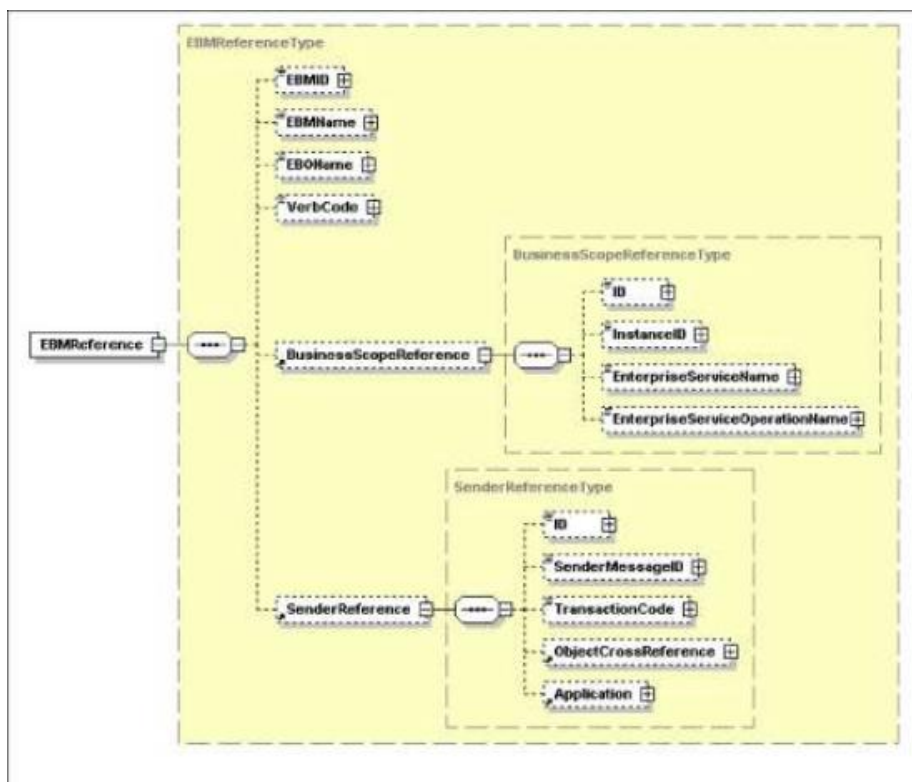 EBMReferenceType
EBMID
EBMName
EBOName
VerbCode
BusinessScopeReferenceType
ID
InstanceID
EBMReference
BusinessScopeReference
EnterpriseServiceName
EnterpriseServiceOperationName
SenderReferenceType
ID
SenderMessageID
SenderReference
TransactionCode
ObjectCrossReference
Application